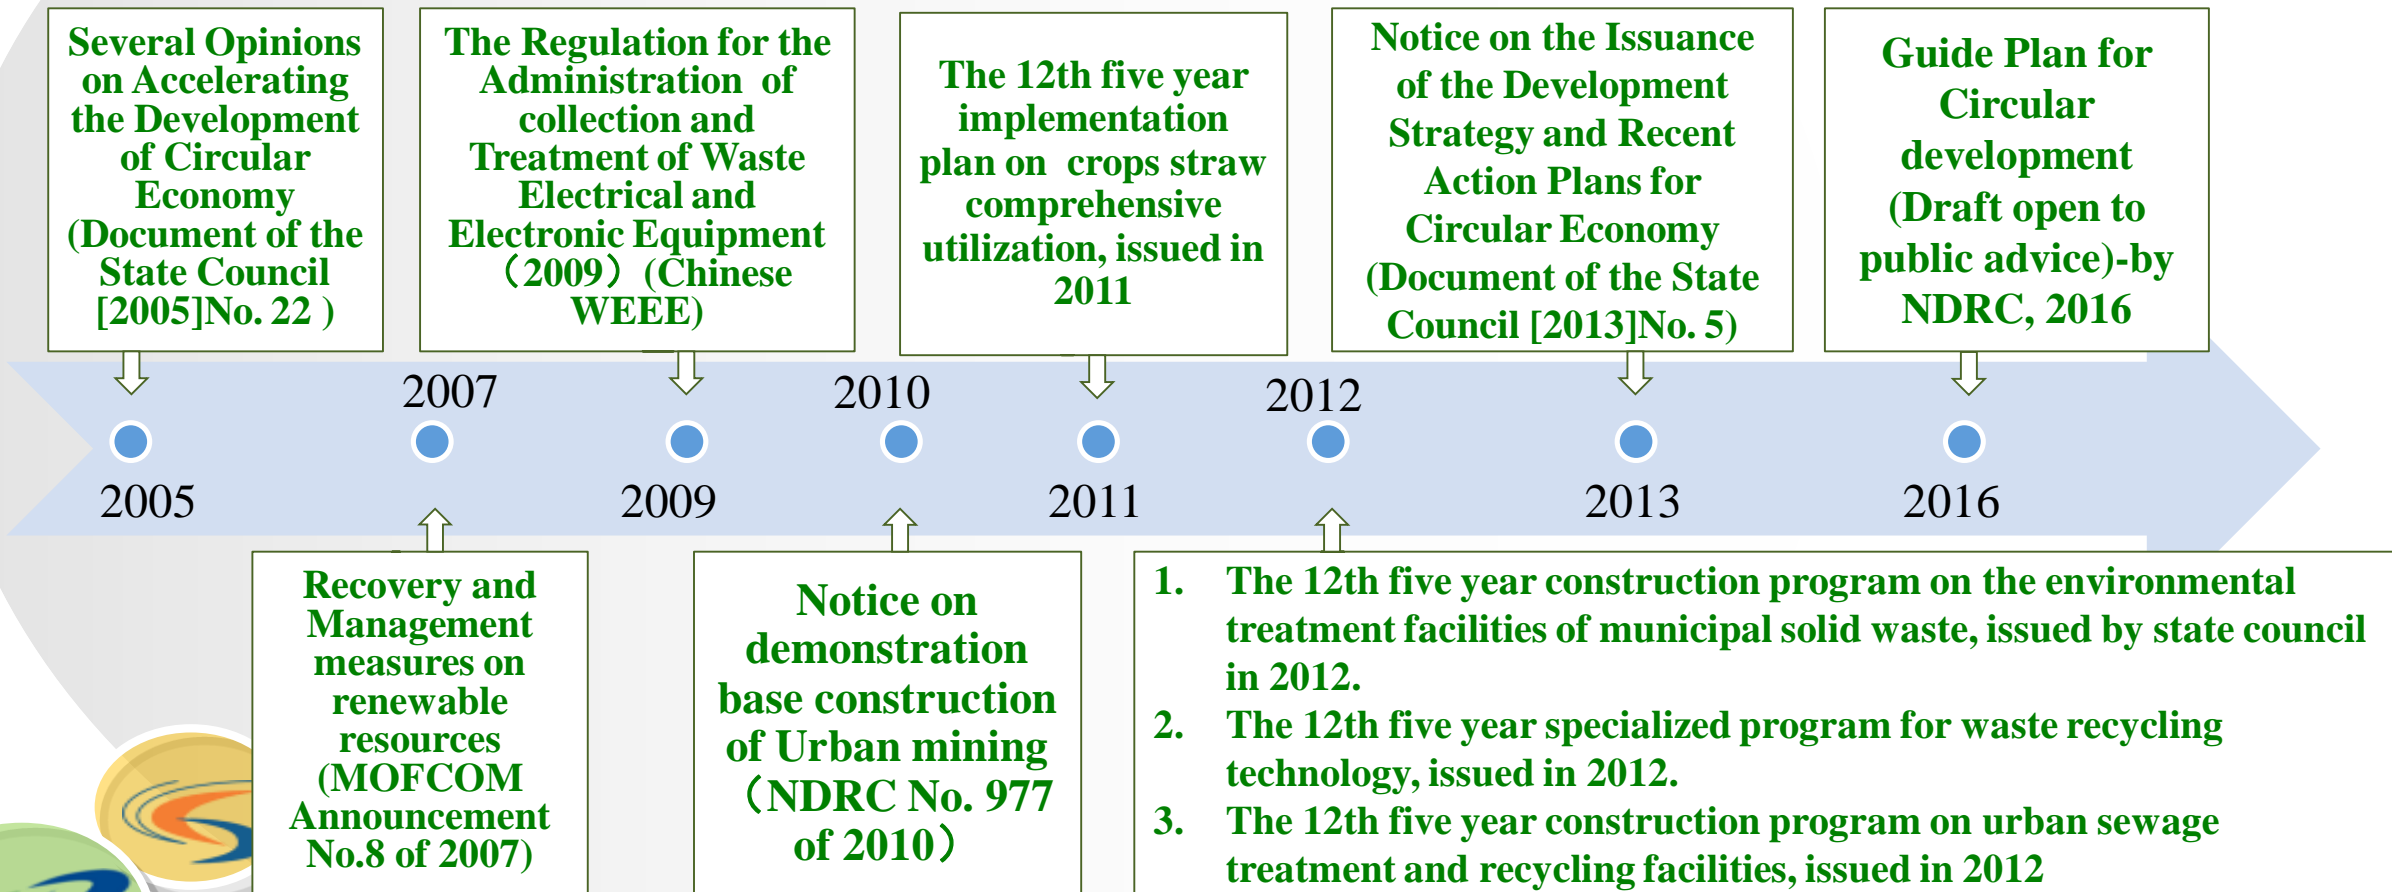 Several Opinions
on Accelerating
the Development
of Circular
Economy
(Document of the
State Council
[2005]No. 22 )
The Regulation for the
Administration of
collection and
Treatment of Waste
Electrical and
Electronic Equipment
（2009）(Chinese
WEEE)
The 12th five year
implementation
plan on crops straw
comprehensive
utilization, issued in
2011
Notice on the Issuance
of the Development
Strategy and Recent
Action Plans for
Circular Economy
(Document of the State
Council [2013]No. 5)
Guide Plan for
Circular
development
(Draft open to
public advice)-by
NDRC, 2016
2007
2010
2012
2005
2009
2011
2013
2016
Recovery and
Management
measures on
renewable
resources
(MOFCOM
Announcement
No.8 of 2007)
Notice on
demonstration
base construction
of Urban mining
（NDRC No. 977
of 2010）
1. The 12th five year construction program on the environmental
treatment facilities of municipal solid waste, issued by state council
in 2012.
2. The 12th five year specialized program for waste recycling
technology, issued in 2012.
3. The 12th five year construction program on urban sewage
treatment and recycling facilities, issued in 2012